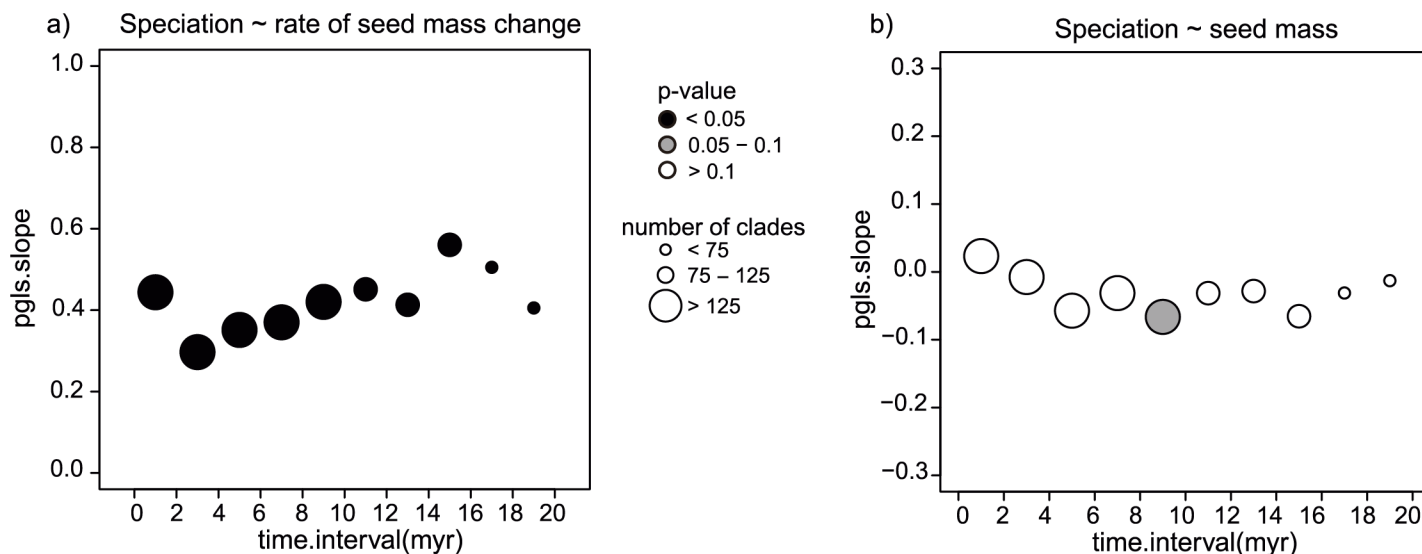 a) Speciation ~ rate of seed mass change
1.0
0.8
0.6
0.4
0.2
0.0
pgls.slope
0 2 4 6 8 10 12 14 16 18 20
time.interval(myr)
p-value
< 0.05
0.05 − 0.1
> 0.1
number of clades
< 75
75 − 125
> 125
b) Speciation ~ seed mass
0.3
0.2
0.1
0.0
−0.1
−0.2
−0.3
pgls.slope
0 2 4 6 8 10 12 14 16 18 20
time.interval(myr)